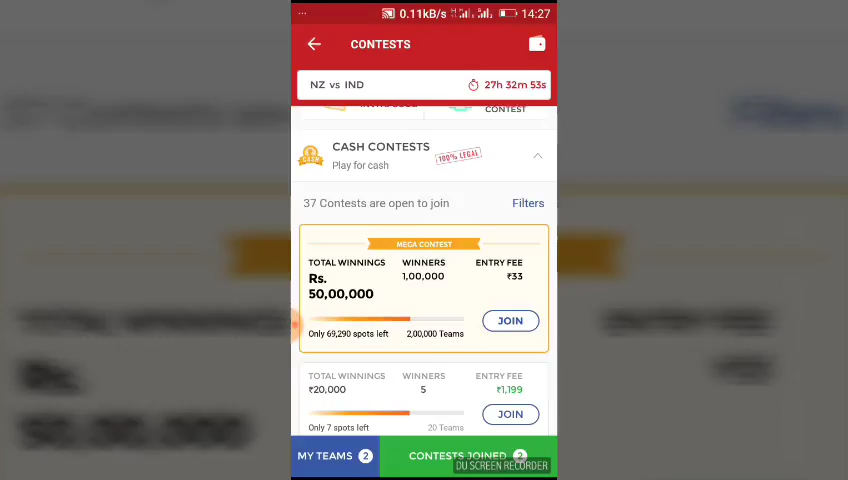 0.11kB/s 14:27
CONTESTS
NZ vs IND 27h 32m 53s
CONTEST
CASH CONTESTS
100% LEGAL
CASH
Play for cash
37 Contests are open to join Filters
MEGA CONTEST
TOTAL WINNINGS WINNERS ENTRY FEE
Rs. 50,00,000 1,00,000 ₹33
JOIN
Only 69,290 spots left 2,00,000 Teams
TOTAL WINNINGS WINNERS ENTRY FEE
₹20,000 5 ₹1,199
JOIN
Only 7 spots left 20 Teams
MY TEAMS 2 CONTESTS JOINED 2
DU SCREEN RECORDER